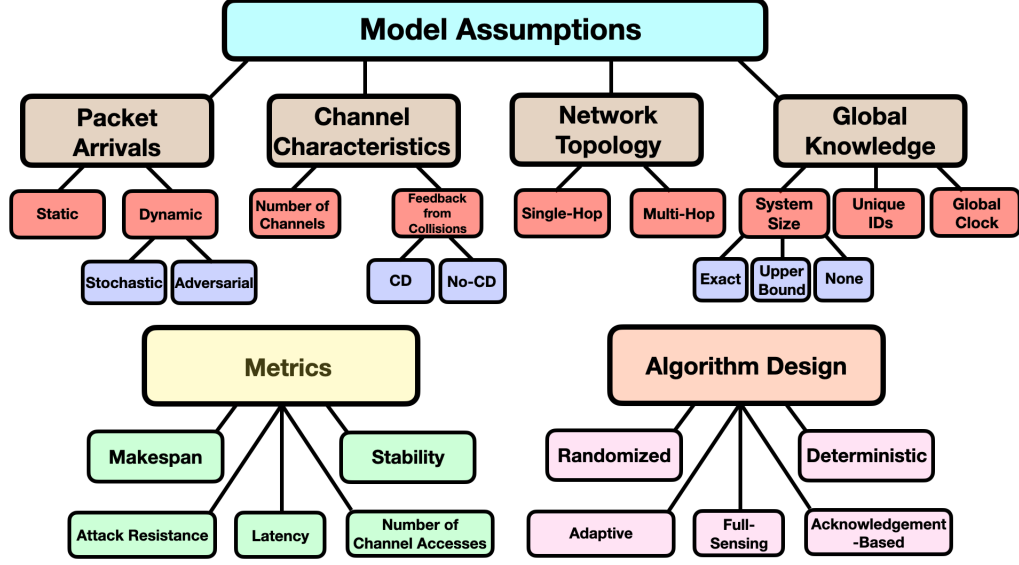 Model Assumptions
Packet
Arrivals
Channel
Characteristics
Network
Topology
Global
Knowledge
Static
Dynamic
Number of
Channels
Feedback
from
Collisions
Single-Hop
Multi-Hop
System
Size
Unique
IDs
Global
Clock
Stochastic
Adversarial
CD
No-CD
Exact
Upper
Bound
None
Metrics
Algorithm Design
Makespan
Stability
Randomized
Deterministic
Attack Resistance
Latency
Number of
Channel Accesses
Adaptive
Full-
Sensing
Acknowledgement
-Based